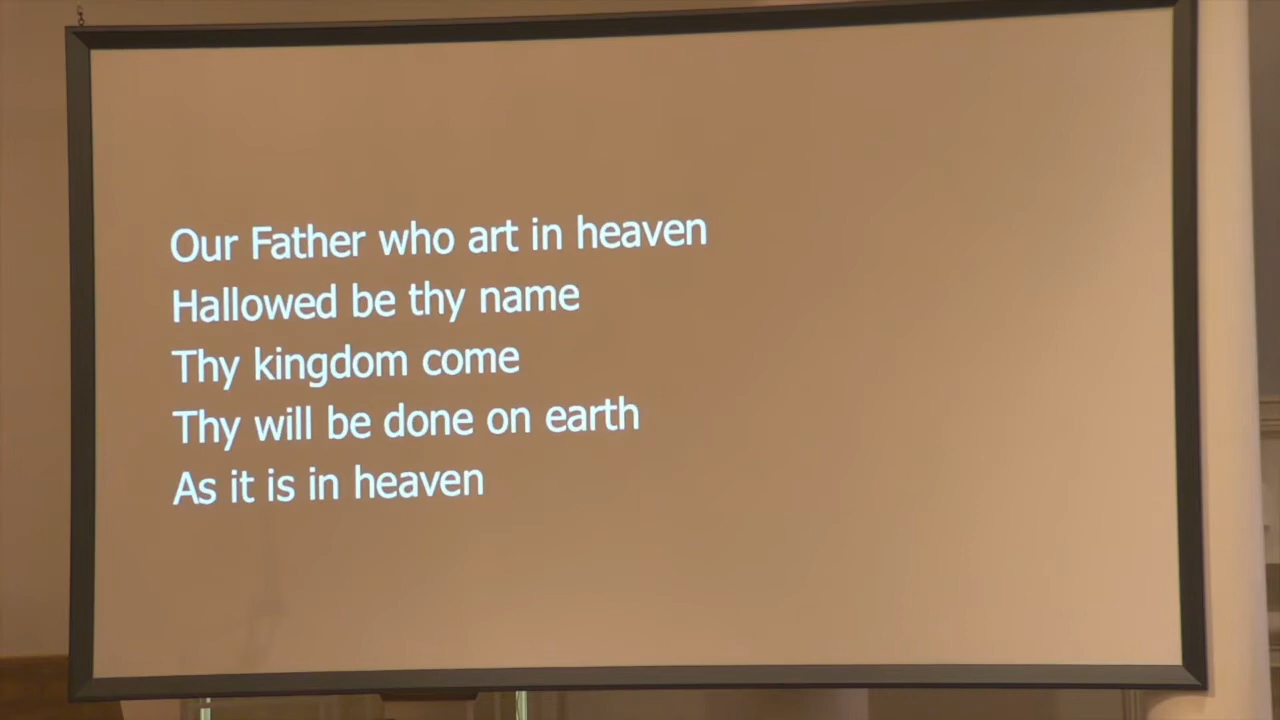 Our Father who art in heaven
Hallowed be thy name
Thy kingdom come
Thy will be done on earth
As it is in heaven